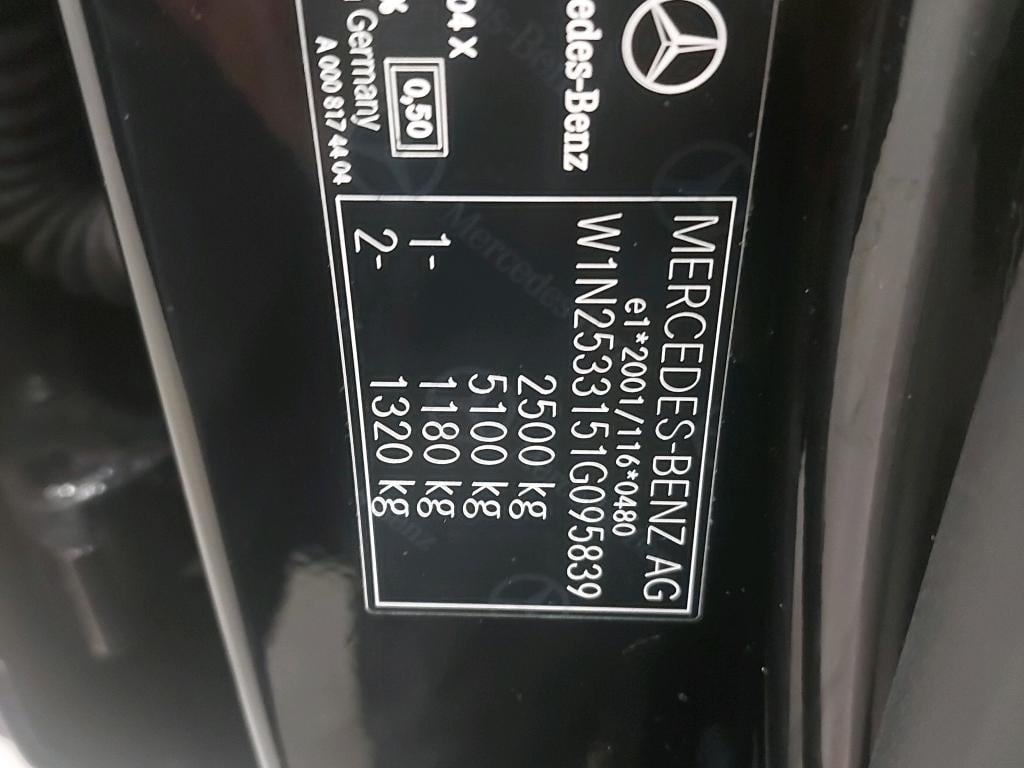 Mercedes-Benz
04 X
0,50
Germany
A 000 817 44 04
MERCEDES-BENZ AG
e1*2001/116*0480
W1N2533151G095839
2500 kg
5100 kg
1- 1180 kg
2- 1320 kg